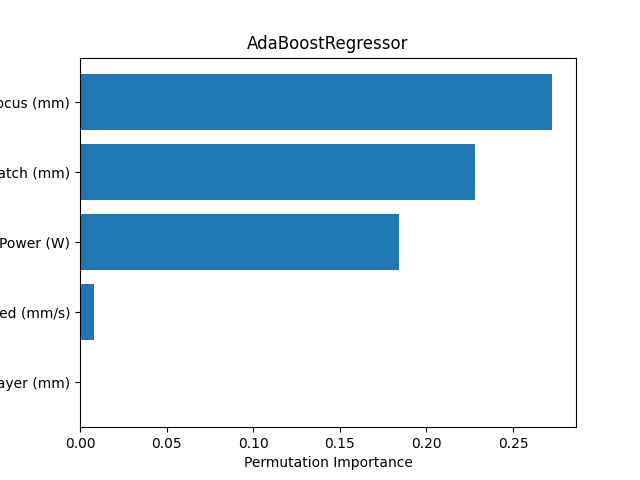 AdaBoostRegressor
ocus (mm)
atch (mm)
Power (W)
ed (mm/s)
ayer (mm)
0.00 0.05 0.10 0.15 0.20 0.25
Permutation Importance